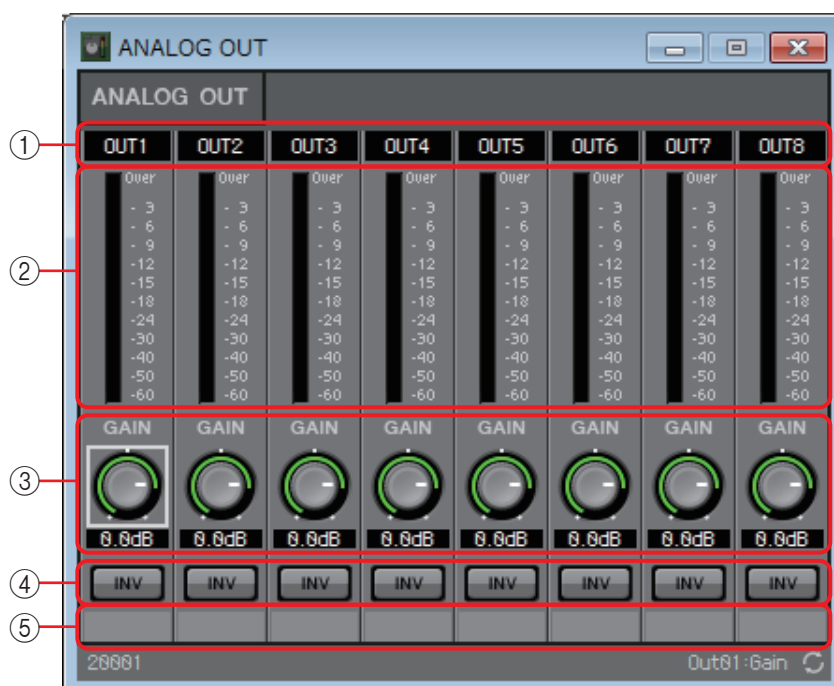 ANALOG OUT
ANALOG OUT
① OUT1 OUT2 OUT3 OUT4 OUT5 OUT6 OUT7 OUT8
② Over Over Over Over Over Over Over Over
- 3 - 3 - 3 - 3 - 3 - 3 - 3 - 3
- 6 - 6 - 6 - 6 - 6 - 6 - 6 - 6
- 9 - 9 - 9 - 9 - 9 - 9 - 9 - 9
-12 -12 -12 -12 -12 -12 -12 -12
-15 -15 -15 -15 -15 -15 -15 -15
-18 -18 -18 -18 -18 -18 -18 -18
-24 -24 -24 -24 -24 -24 -24 -24
-30 -30 -30 -30 -30 -30 -30 -30
-40 -40 -40 -40 -40 -40 -40 -40
-50 -50 -50 -50 -50 -50 -50 -50
-60 -60 -60 -60 -60 -60 -60 -60
③ GAIN GAIN GAIN GAIN GAIN GAIN GAIN GAIN
0.0dB 0.0dB 0.0dB 0.0dB 0.0dB 0.0dB 0.0dB 0.0dB
④ INV INV INV INV INV INV INV INV
⑤
20001 Out01:Gain